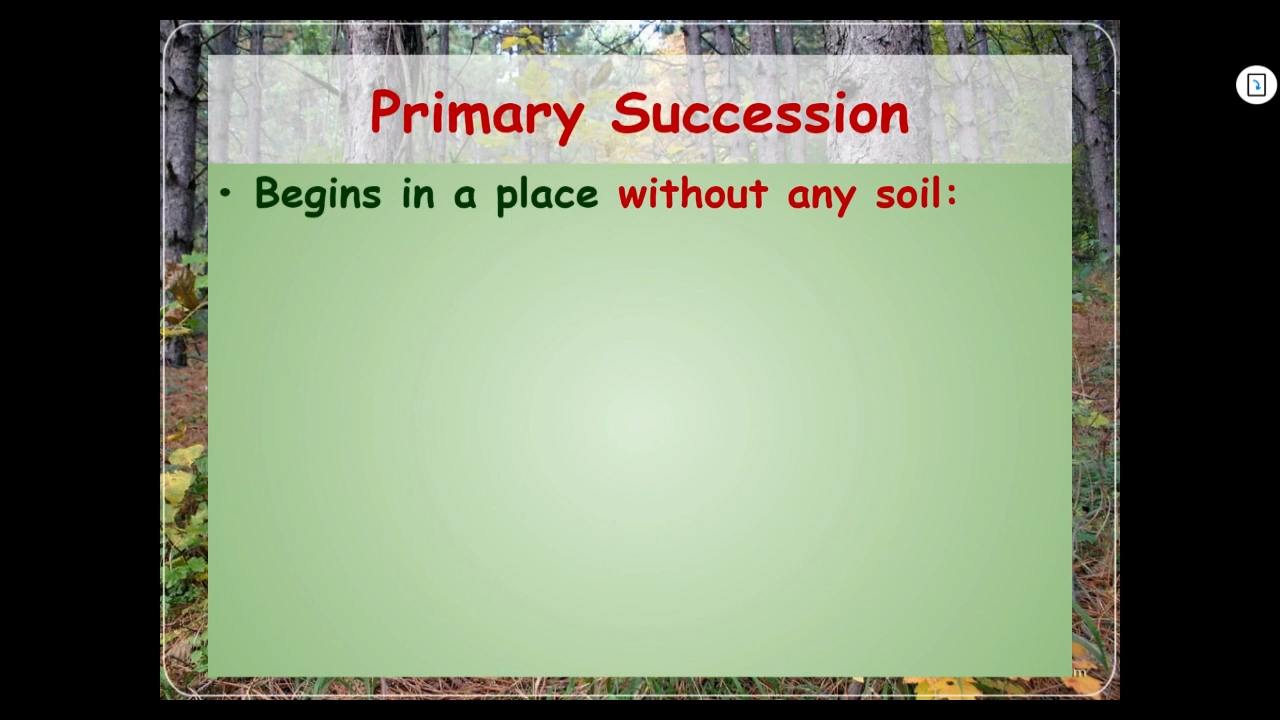 Primary Succession
• Begins in a place without any soil: